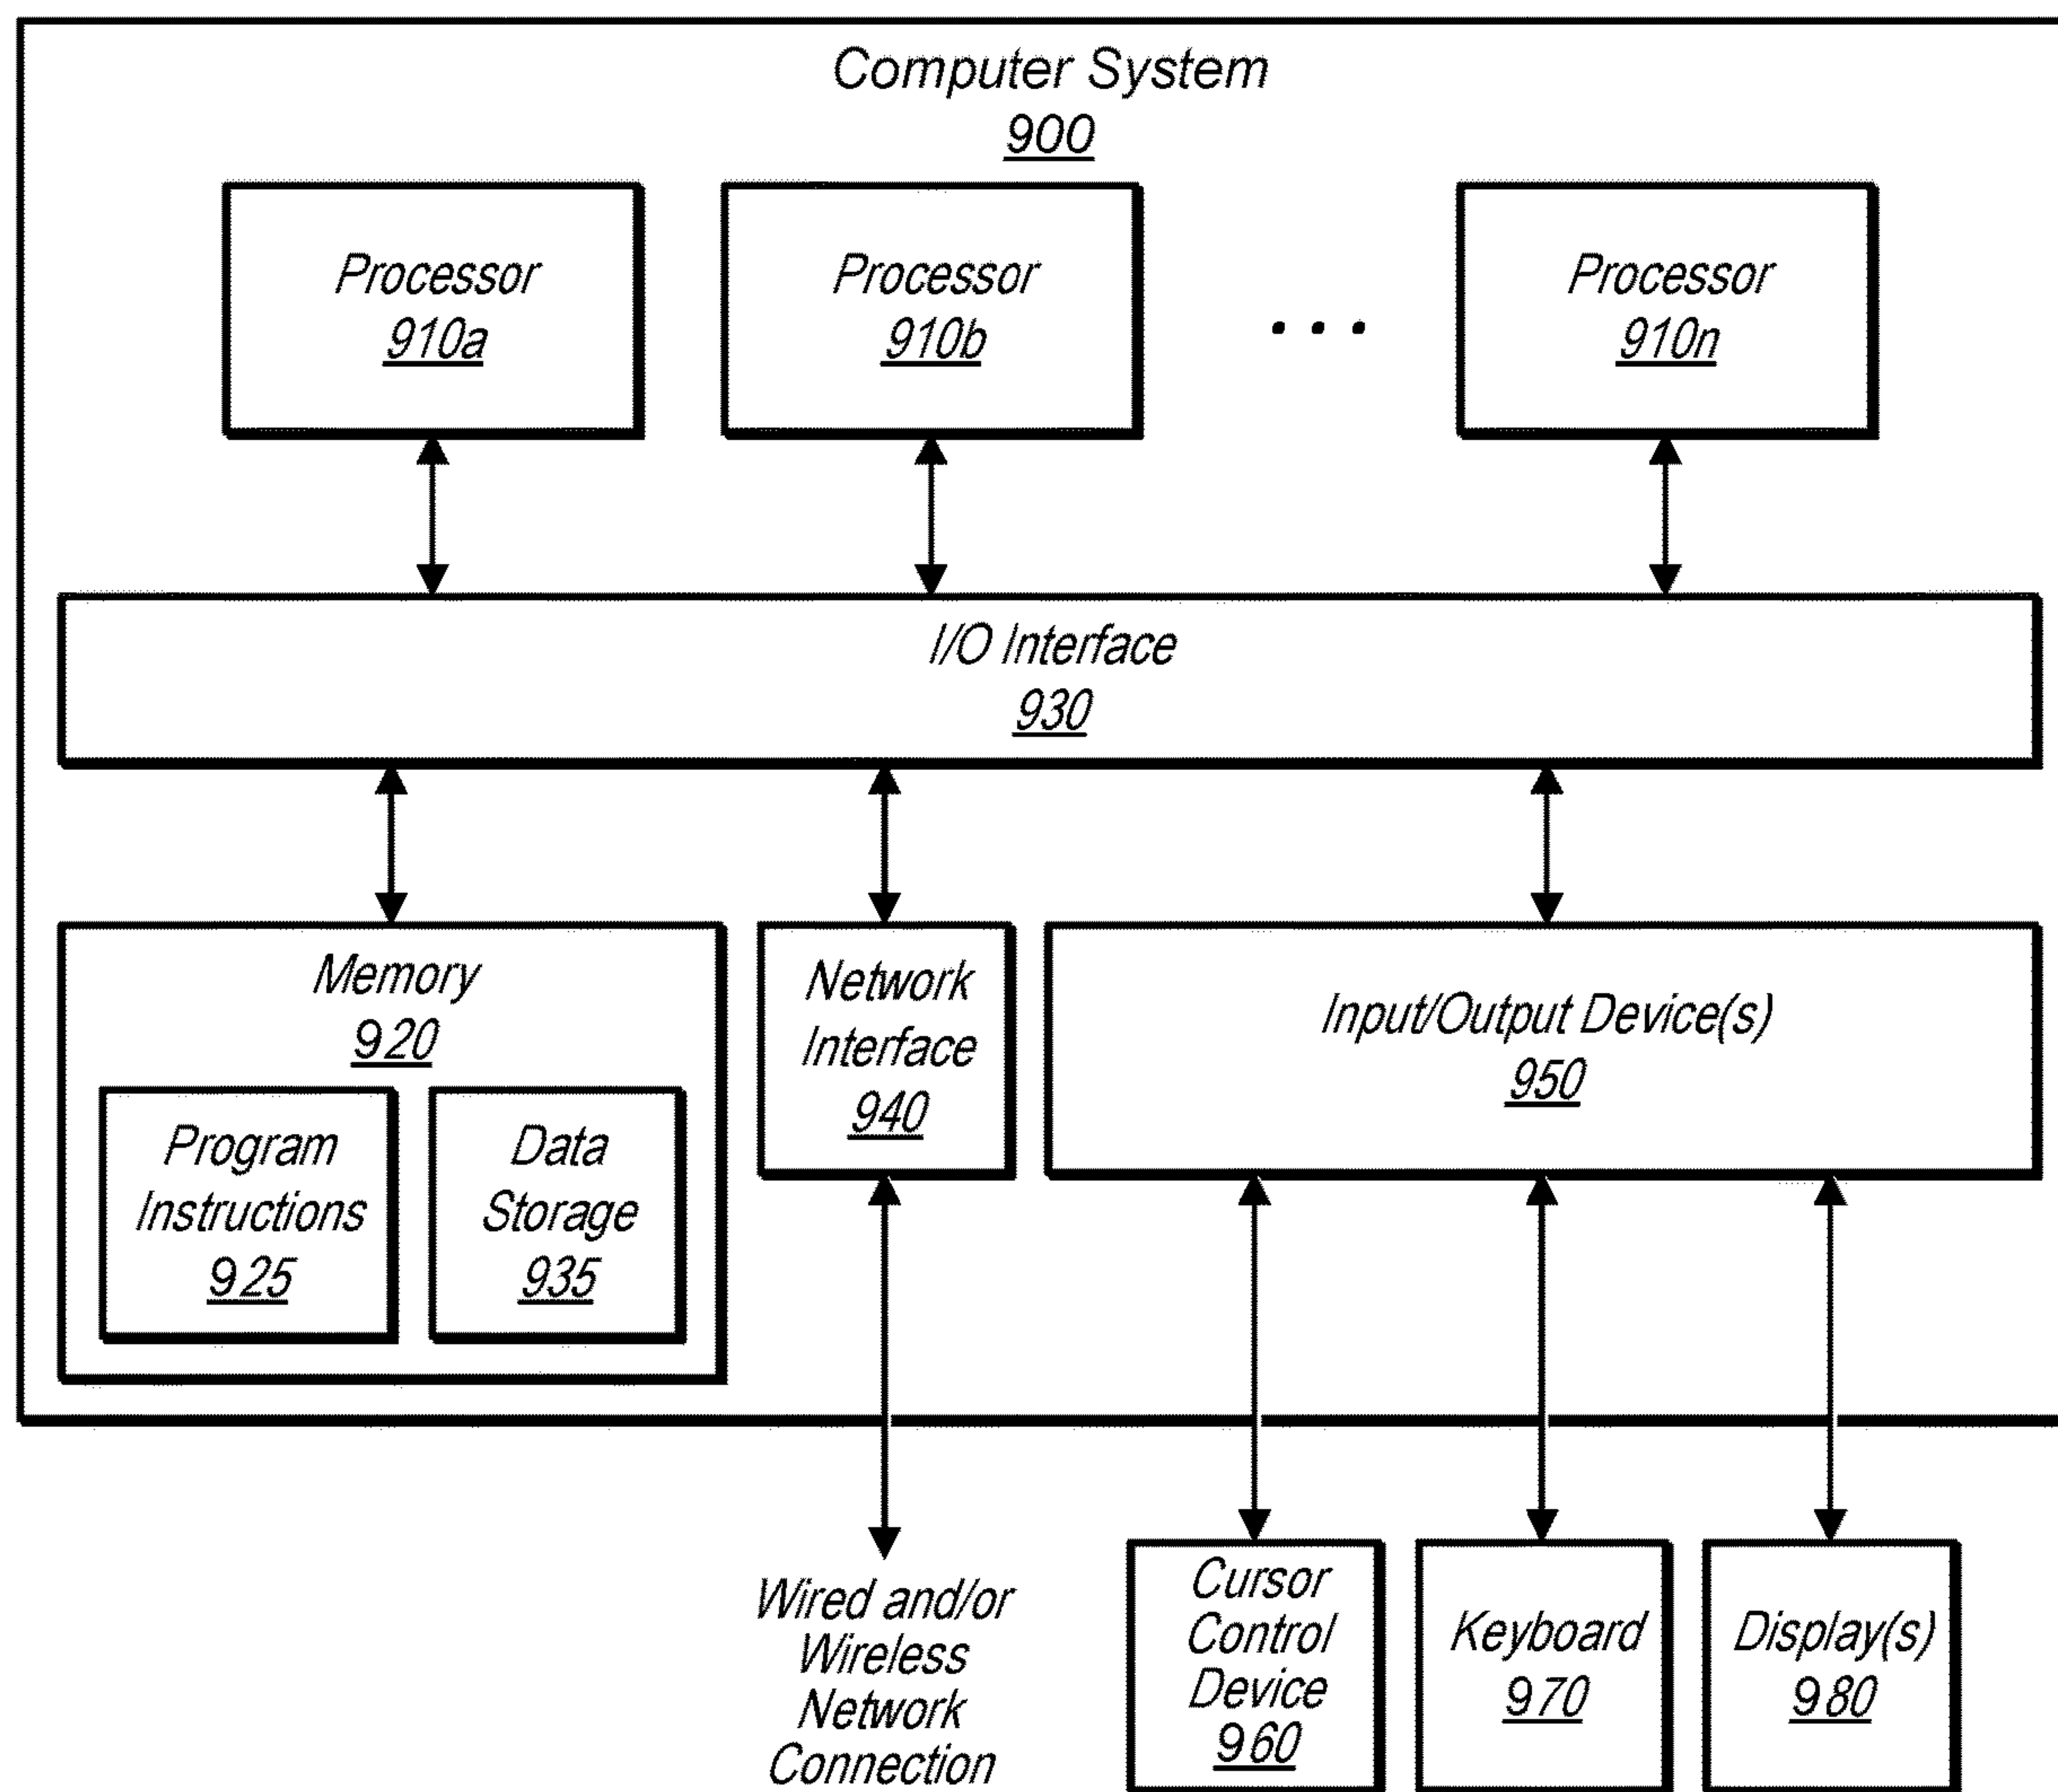 Computer System
900
Processor
910a
Processor
910b
. . .
Processor
910n
I/O Interface
930
Memory
920
Program
Instructions
925
Data
Storage
935
Network
Interface
940
Input/Output Device(s)
950
Wired and/or
Wireless
Network
Connection
Cursor
Control
Device
960
Keyboard
970
Display(s)
980